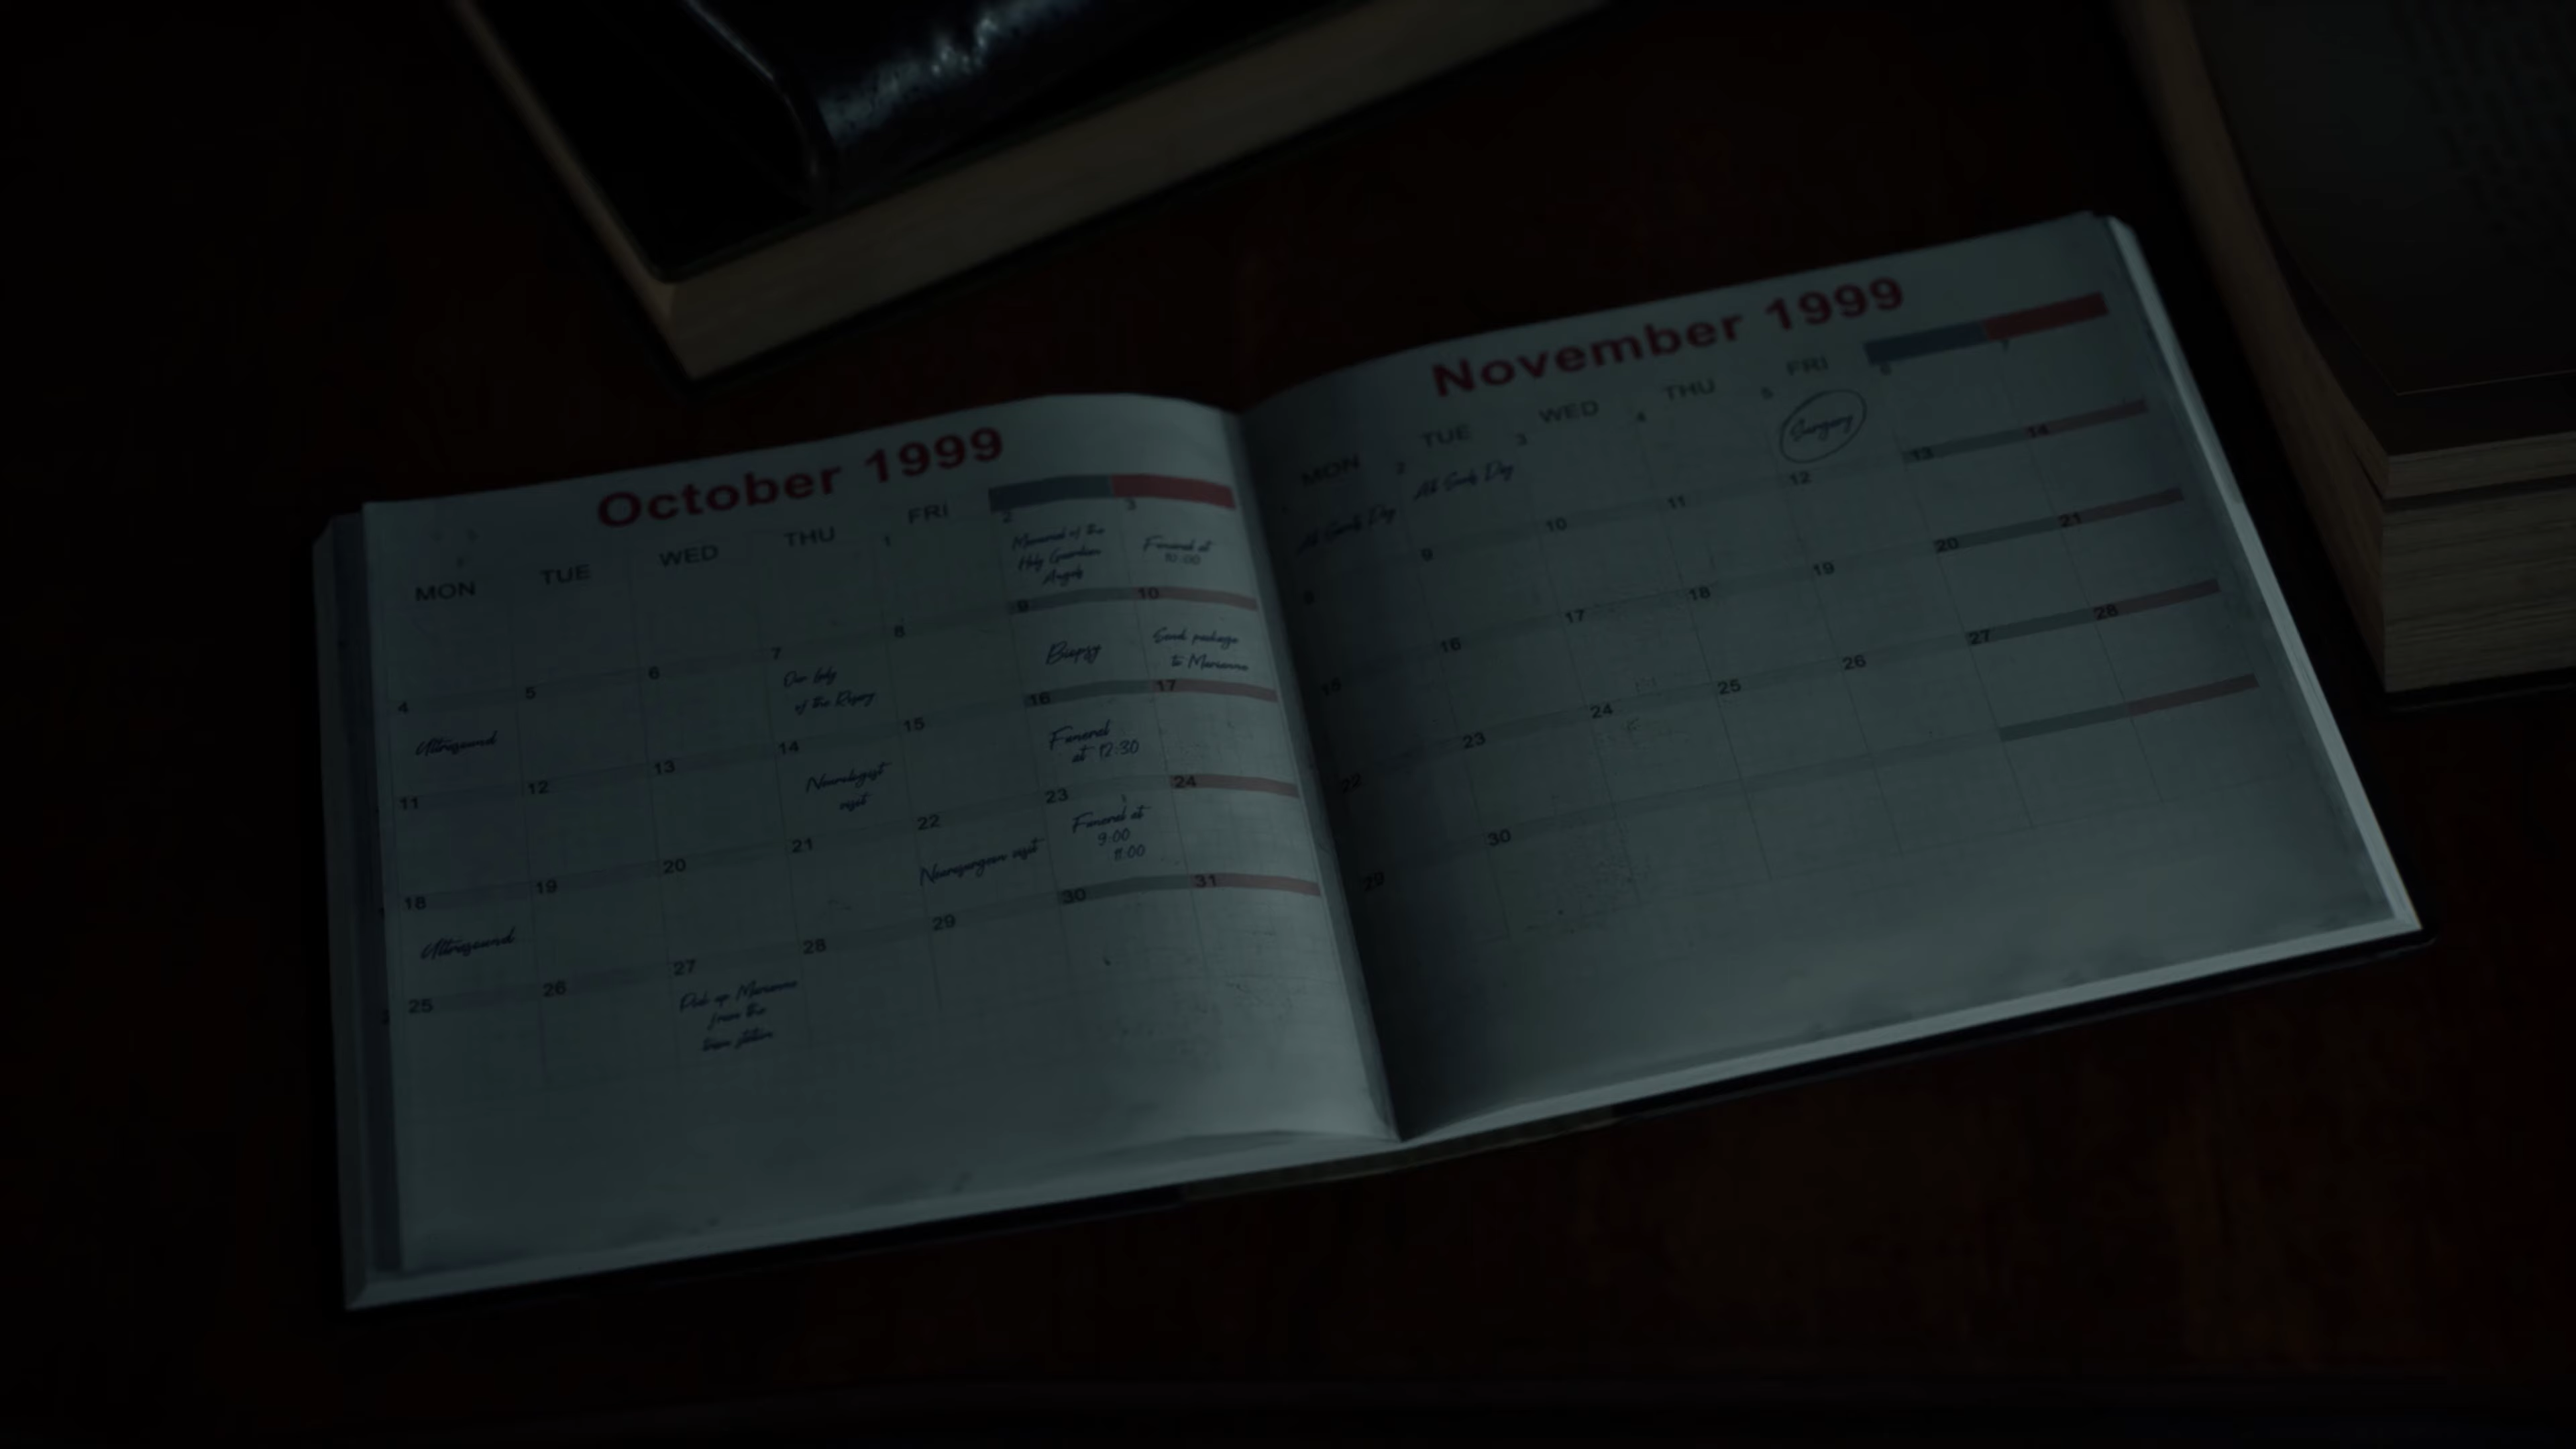 October 1999
MON TUE WED THU FRI
1 2 3
Memorial of the
Holy Guardian
Angels
Funeral at
10:00
4 5 6 7 8 9 10
Ultrasound
Our lady
of the Rosary
Biopsy
Send package
to Marianne
11 12 13 14 15 16 17
Neurologist
visit
Funeral
at 12:30
18 19 20 21 22 23 24
Ultrasound
Neurosurgeon visit
Funeral at
9:00
11:00
25 26 27 28 29 30 31
Pick up Marianne
from the
train station
November 1999
MON TUE WED THU FRI
2 3 4 5 6 7
All Saints Day
All Souls Day
Surgery
8 9 10 11 12 13 14
15 16 17 18 19 20 21
22 23 24 25 26 27 28
29 30